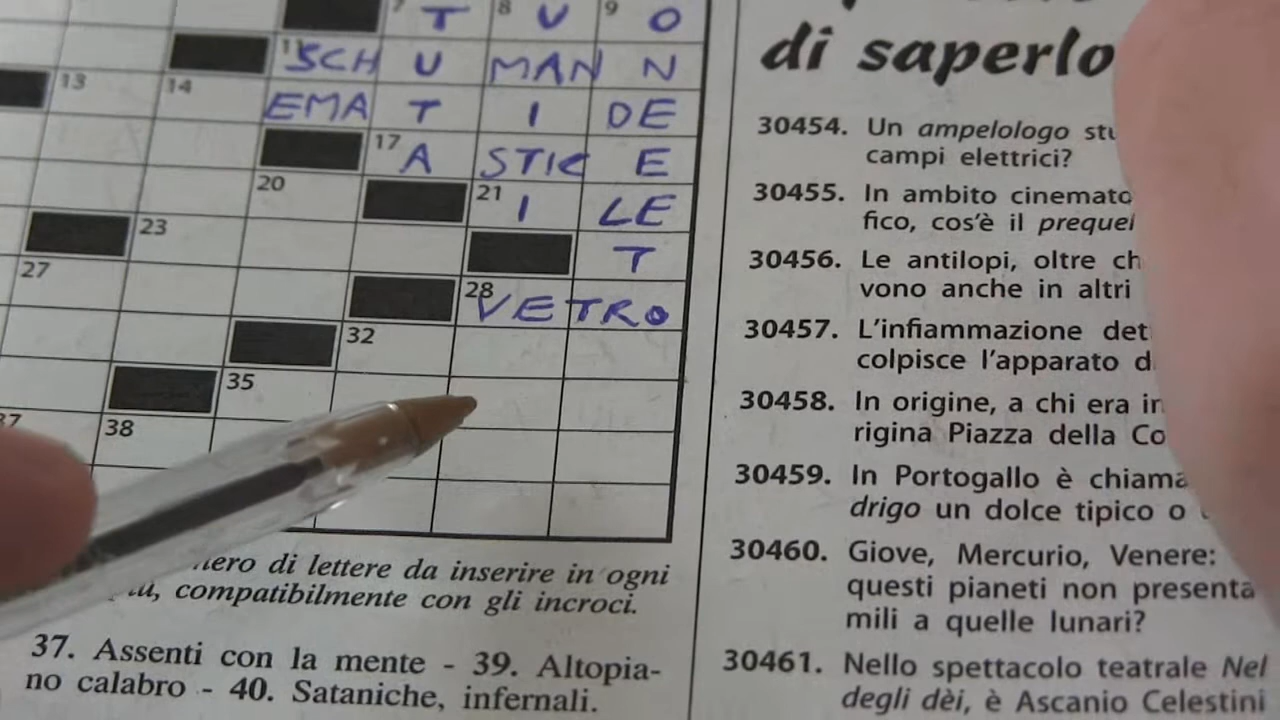 7 T 8 V 9 O
11 SCH U MAN N
13 14 EMA T I DE
17 A STIC E
20 21 I LE
23 T
27 28 VETRO
32
35
37 38
di saperlo
30454. Un ampelologo
campi elettrici?
30455. In ambito
fico, cos'è il prequel
30456. Le antilopi, oltre
vono anche in altri
30457. L'infiammazione
colpisce l'apparato
30458. In origine, a chi era
rigina Piazza della
30459. In Portogallo è
drigo un dolce tipico o
30460. Giove, Mercurio, Venere:
questi pianeti non presenta
mili a quelle lunari?
30461. Nello spettacolo teatrale Nel
degli dèi, è Ascanio Celestini
di lettere da inserire in ogni
compatibilmente con gli incroci.
37. Assenti con la mente - 39. Altopia-
no calabro - 40. Sataniche, infernali.